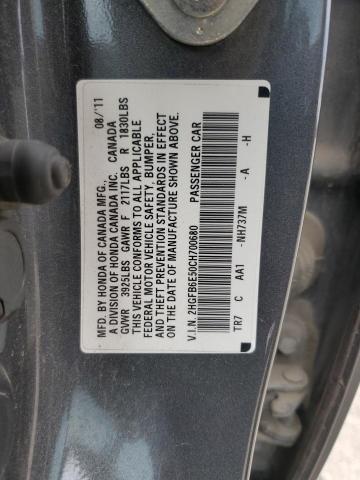 MFD. BY HONDA OF CANADA MFG. 08/'11
A DIVISION OF HONDA CANADA INC. CANADA
GVWR 3925LBS GAWR F 2117LBS R 1830LBS
THIS VEHICLE CONFORMS TO ALL APPLICABLE
FEDERAL MOTOR VEHICLE SAFETY, BUMPER,
AND THEFT PREVENTION STANDARDS IN EFFECT
ON THE DATE OF MANUFACTURE SHOWN ABOVE.
V.I.N. 2HGFB6E50CH700680 PASSENGER CAR
TR7 C AA1 -NH737M -A -H